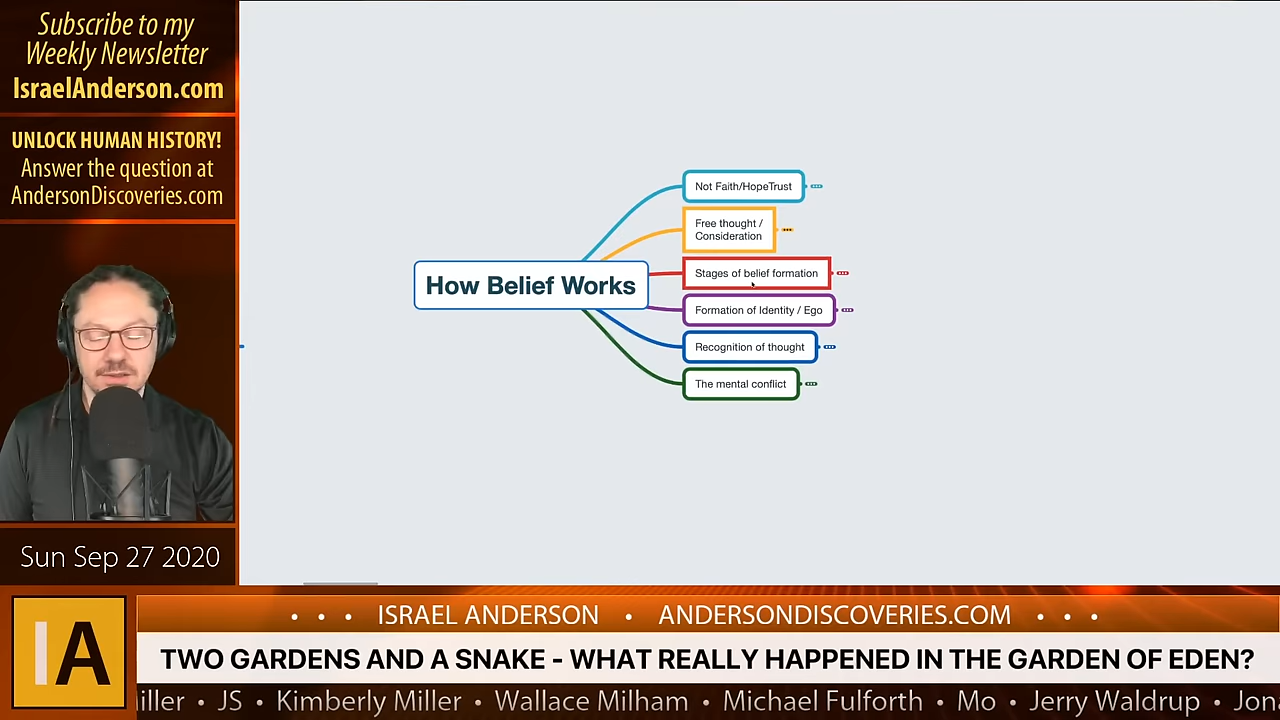 Subscribe to my
Weekly Newsletter
IsraelAnderson.com
UNLOCK HUMAN HISTORY!
Answer the question at
AndersonDiscoveries.com
How Belief Works
Not Faith/HopeTrust
Free thought /
Consideration
Stages of belief formation
Formation of Identity / Ego
Recognition of thought
The mental conflict
Sun Sep 27 2020
IA
• • • ISRAEL ANDERSON • ANDERSONDISCOVERIES.COM • • •
TWO GARDENS AND A SNAKE - WHAT REALLY HAPPENED IN THE GARDEN OF EDEN?
iller • JS • Kimberly Miller • Wallace Milham • Michael Fulforth • Mo • Jerry Waldrup • Jon